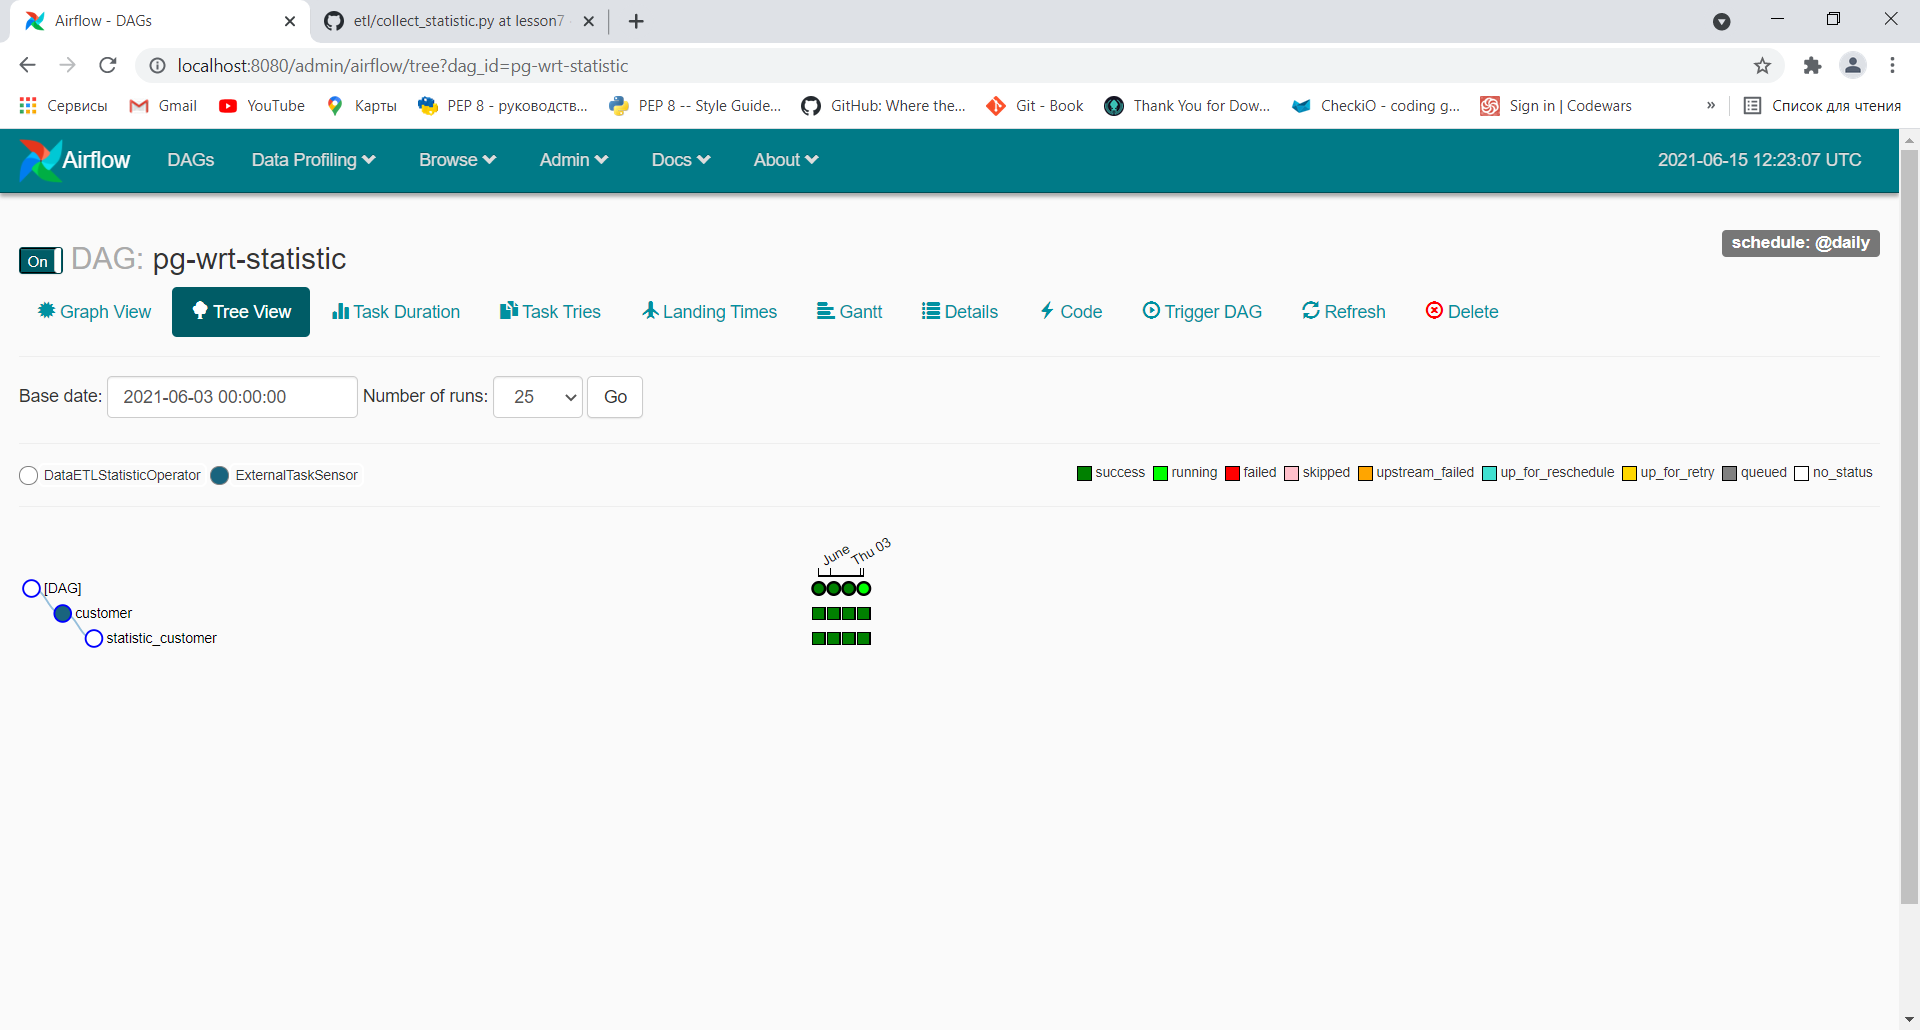 Airflow - DAGs
etl/collect_statistic.py at lesson7
localhost:8080/admin/airflow/tree?dag_id=pg-wrt-statistic
Сервисы Gmail YouTube Карты PEP 8 - руководств... PEP 8 -- Style Guide... GitHub: Where the... Git - Book Thank You for Dow... CheckiO - coding g... Sign in | Codewars » Список для чтения
Airflow DAGs Data Profiling Browse Admin Docs About 2021-06-15 12:23:07 UTC
schedule: @daily
On DAG: pg-wrt-statistic
Graph View Tree View Task Duration Task Tries Landing Times Gantt Details Code Trigger DAG Refresh Delete
Base date: 2021-06-03 00:00:00 Number of runs: 25 Go
DataETLStatisticOperator ExternalTaskSensor success running failed skipped upstream_failed up_for_reschedule up_for_retry queued no_status
June Thu 03
[DAG]
customer
statistic_customer